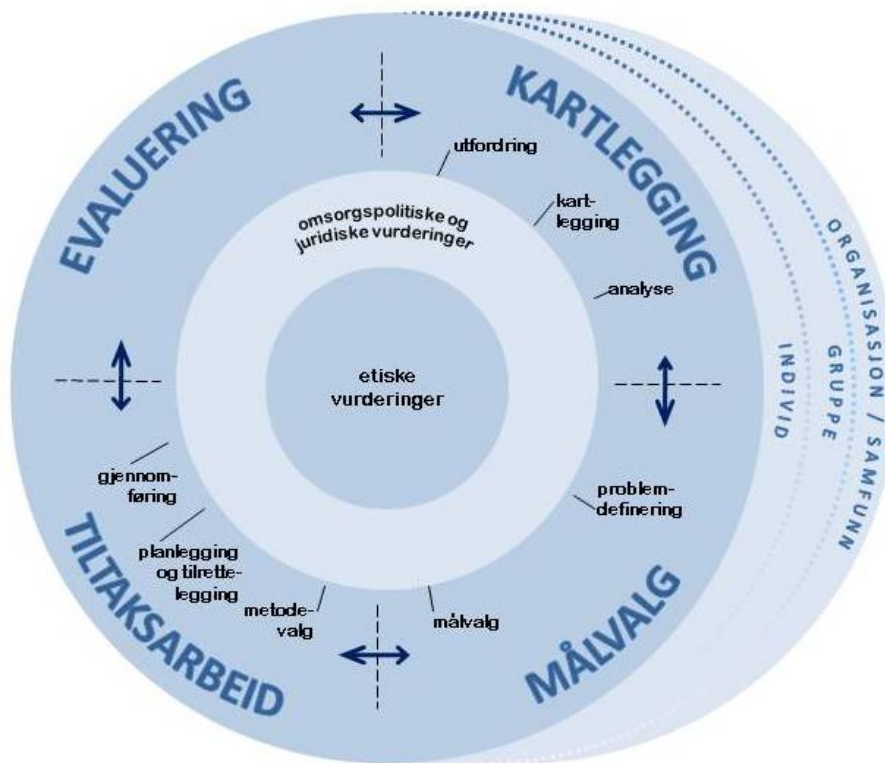 EVALUERING
KARTLEGGING
utfordring
kart-
legging
analyse
omsorgspolitiske og
juridiske vurderinger
etiske
vurderinger
problem-
definering
MÅLVALG
målvalg
metode-
valg
planlegging
og tilrette-
legging
gjennom-
føring
TILTAKSARBEID
INDIVID
GRUPPE
ORGANISASJON / SAMFUNN